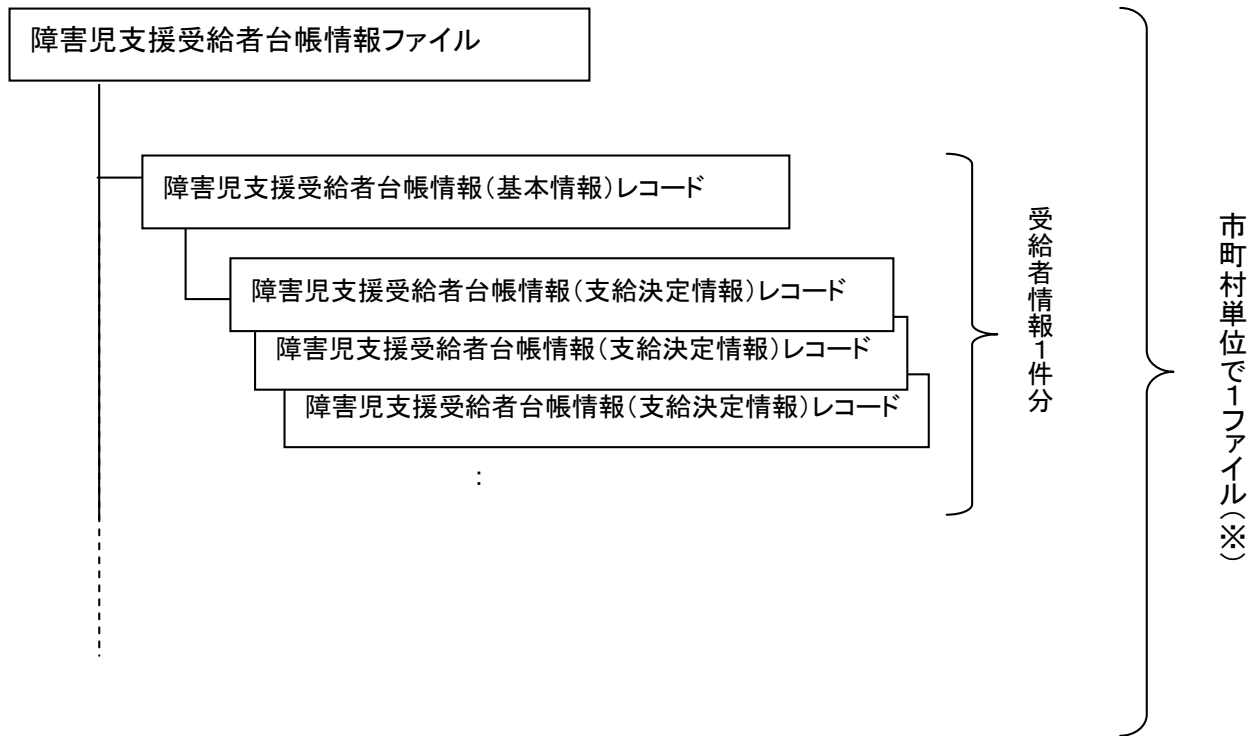 障害児支援受給者台帳情報ファイル
障害児支援受給者台帳情報(基本情報)レコード
障害児支援受給者台帳情報(支給決定情報)レコード
障害児支援受給者台帳情報(支給決定情報)レコード
障害児支援受給者台帳情報(支給決定情報)レコード
:
受給者情報1件分
市町村単位で1ファイル(※)